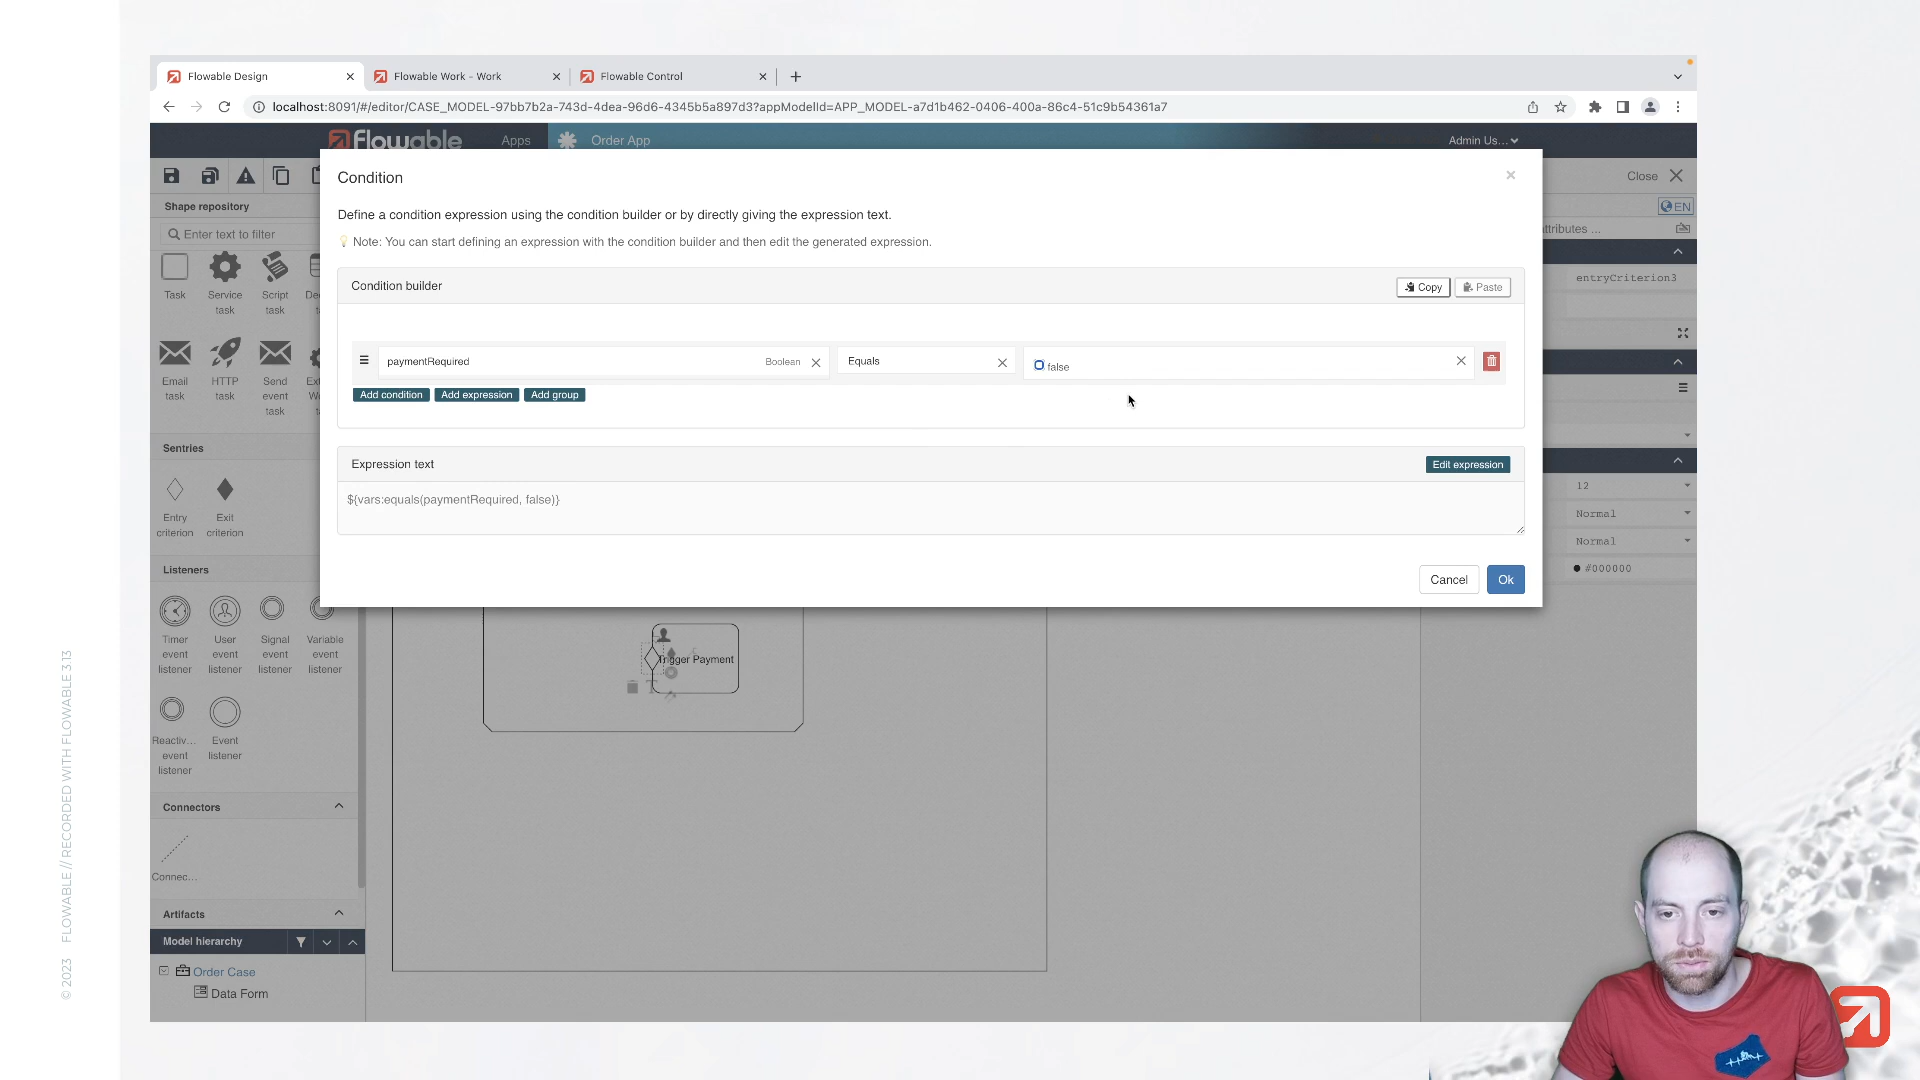 Flowable Design
Flowable Work - Work
Flowable Control
localhost:8091/#/editor/CASE_MODEL-97bb7b2a-743d-4dea-96d6-4345b5a897d3?appModelId=APP_MODEL-a7d1b462-0406-400a-86c4-51c9b54361a7
Flowable
Apps
Order App
Admin Us...
Close
Shape repository
EN
Enter text to filter
Task
Service task
Script task
Email task
HTTP task
Send event task
Sentries
Entry criterion
Exit criterion
Listeners
Timer event listener
User event listener
Signal event listener
Variable event listener
Reactiv... event listener
Event listener
Connectors
Connec...
Artifacts
Model hierarchy
Order Case
Data Form
Condition
Define a condition expression using the condition builder or by directly giving the expression text.
Note: You can start defining an expression with the condition builder and then edit the generated expression.
Condition builder
Copy
Paste
paymentRequired
Boolean
Equals
false
Add condition
Add expression
Add group
Expression text
Edit expression
${vars:equals(paymentRequired, false)}
Cancel
Ok
Trigger Payment
ttributes ...
entryCriterion3
12
Normal
Normal
#000000
© 2023 FLOWABLE // RECORDED WITH FLOWABLE 3.13